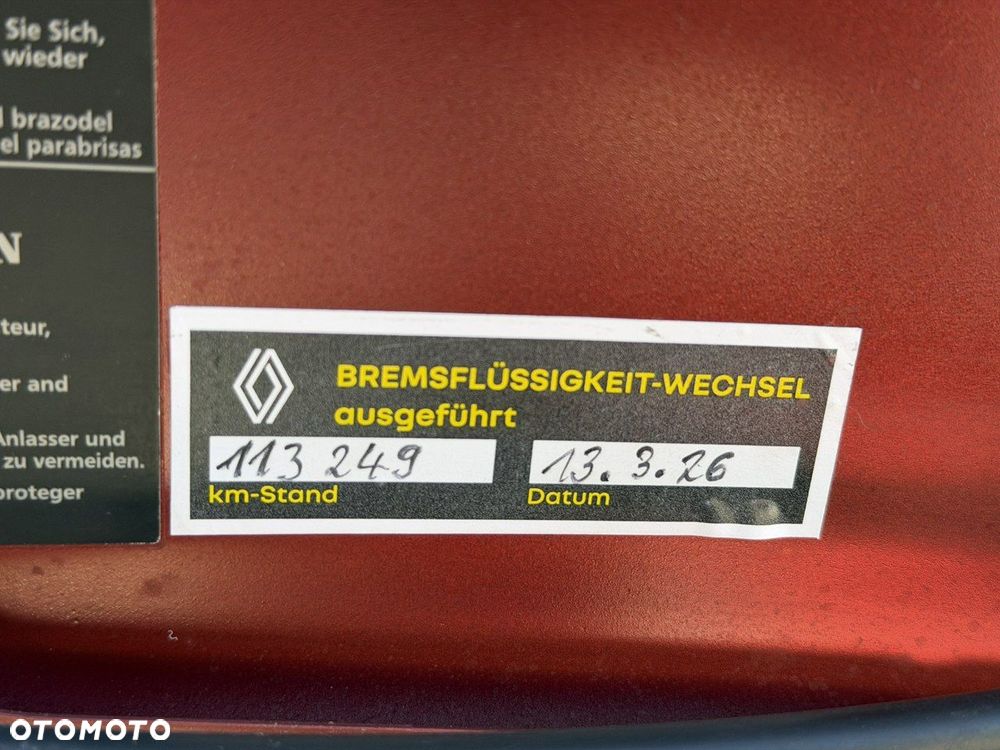 Sie Sich,
wieder
brazodel
el parabrisas
N
teur,
er and
Anlasser und
zu vermeiden.
proteger
BREMSFLÜSSIGKEIT-WECHSEL
ausgeführt
113 249
13.3.26
km-Stand
Datum
OTOMOTO